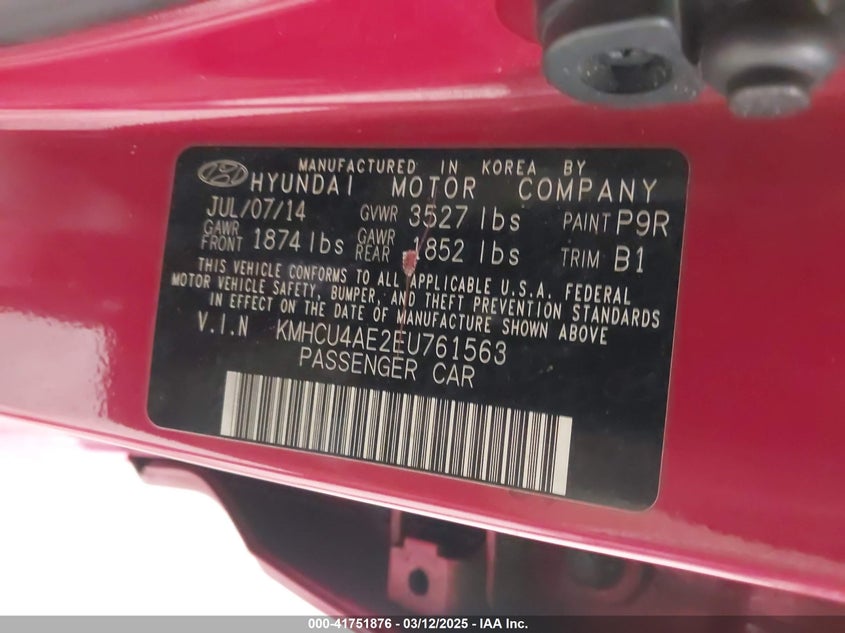 MANUFACTURED IN KOREA BY
HYUNDAI MOTOR COMPANY
JUL/07/14 GVWR 3527 lbs PAINT P9R
GAWR FRONT 1874 lbs GAWR REAR 1852 lbs TRIM B1
THIS VEHICLE CONFORMS TO ALL APPLICABLE U.S.A. FEDERAL
MOTOR VEHICLE SAFETY, BUMPER, AND THEFT PREVENTION STANDARDS
IN EFFECT ON THE DATE OF MANUFACTURE SHOWN ABOVE
V.I.N KMHCU4AE2EU761563
PASSENGER CAR
000-41751876 - 03/12/2025 - IAA Inc.